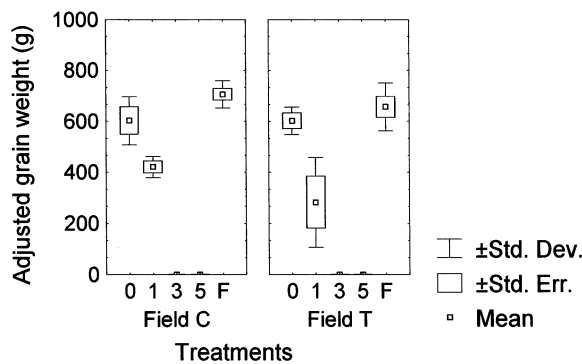 Adjusted grain weight (g)
1000
800
600
400
200
0
0 1 3 5 F
Field C
0 1 3 5 F
Field T
Treatments
±Std. Dev.
±Std. Err.
Mean